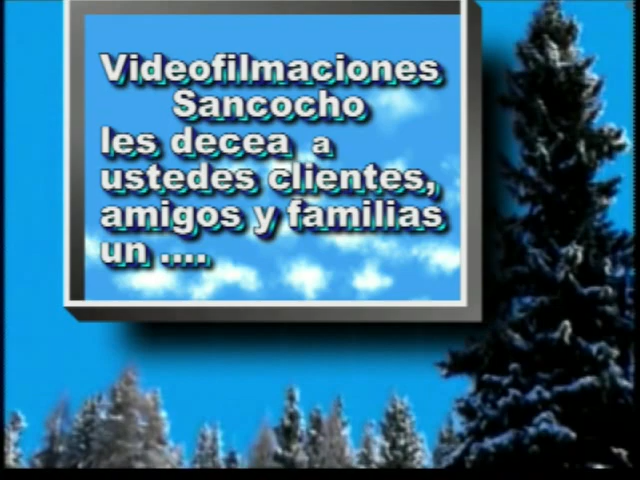 Videofilmaciones
Sancocho
les decea a
ustedes clientes,
amigos y familias
un ....